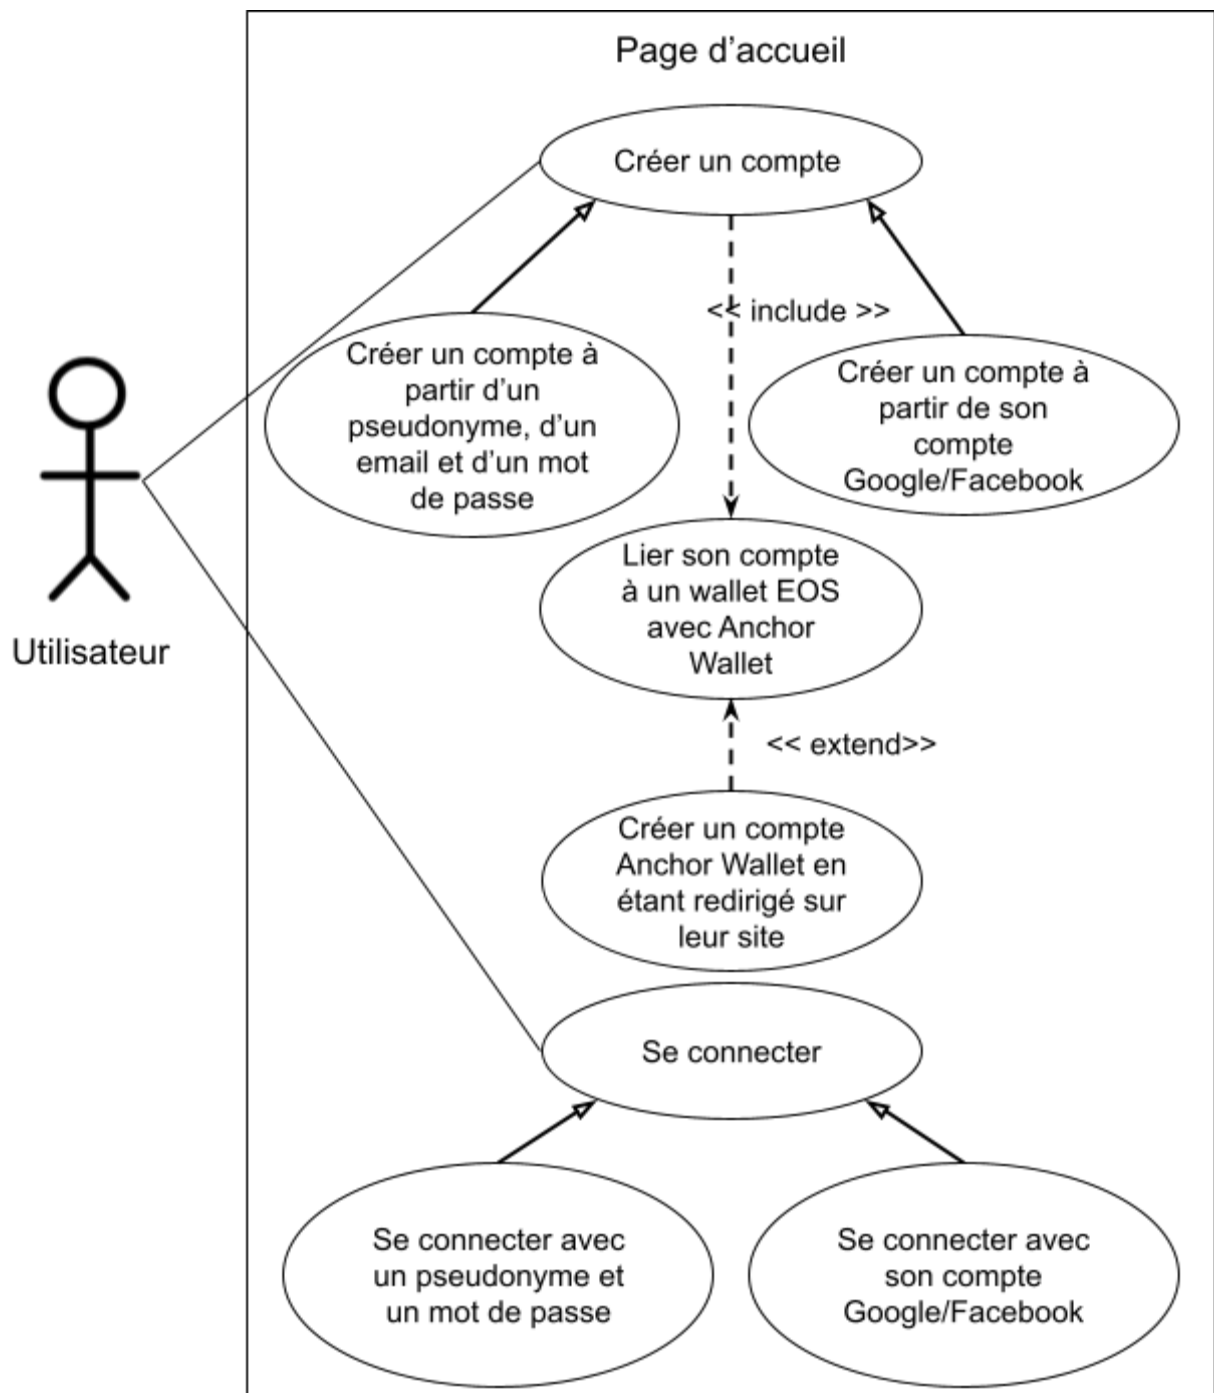 Page d’accueil
Créer un compte
<< include >>
Créer un compte à
partir d’un
pseudonyme, d’un
email et d’un mot
de passe
Créer un compte à
partir de son
compte
Google/Facebook
Lier son compte
à un wallet EOS
avec Anchor
Wallet
Utilisateur
<< extend>>
Créer un compte
Anchor Wallet en
étant redirigé sur
leur site
Se connecter
Se connecter avec
un pseudonyme et
un mot de passe
Se connecter avec
son compte
Google/Facebook